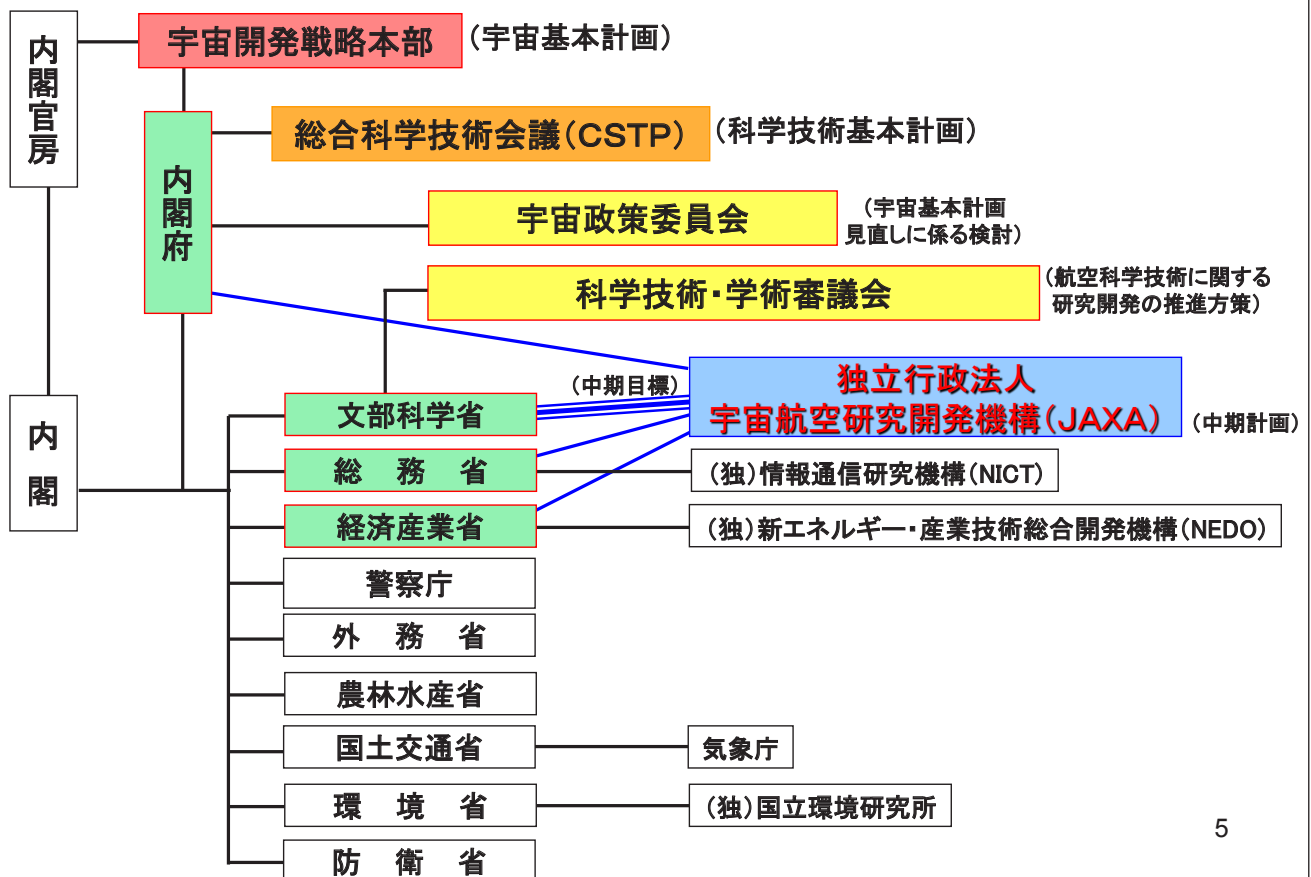 内閣官房
宇宙開発戦略本部
（宇宙基本計画）
内閣府
総合科学技術会議（CSTP）
（科学技術基本計画）
宇宙政策委員会
（宇宙基本計画
見直しに係る検討）
科学技術・学術審議会
（航空科学技術に関する
研究開発の推進方策）
（中期目標）
独立行政法人
宇宙航空研究開発機構（JAXA）
（中期計画）
内閣
文部科学省
総務省
（独）情報通信研究機構（NICT）
経済産業省
（独）新エネルギー・産業技術総合開発機構（NEDO）
警察庁
外務省
農林水産省
国土交通省
気象庁
環境省
（独）国立環境研究所
防衛省
5